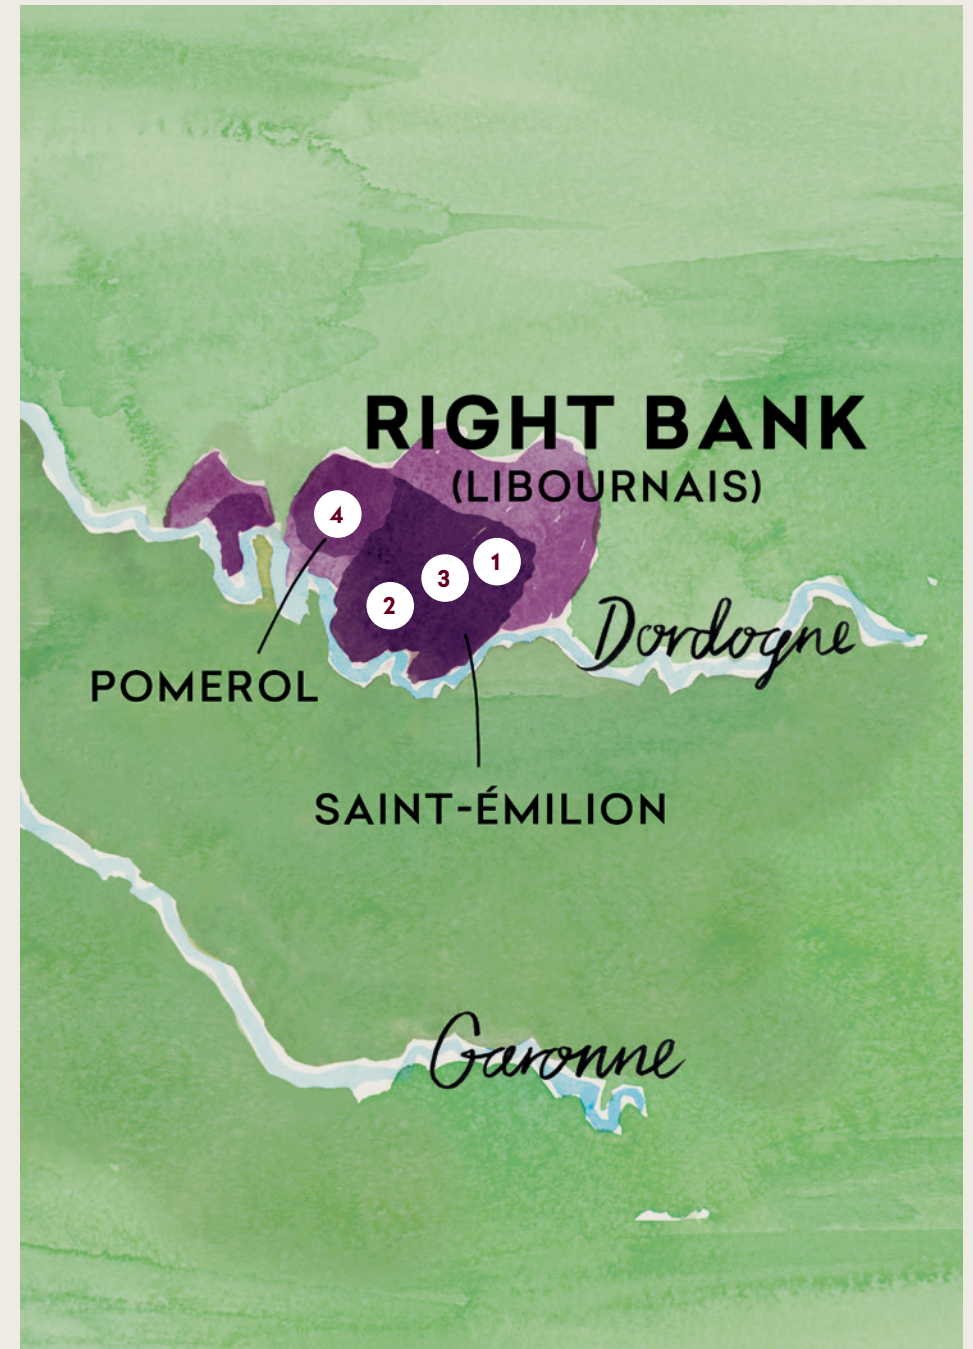 RIGHT BANK
(LIBOURNAIS)
4
1
3
2
Dordogne
POMEROL
SAINT-ÉMILION
Garonne